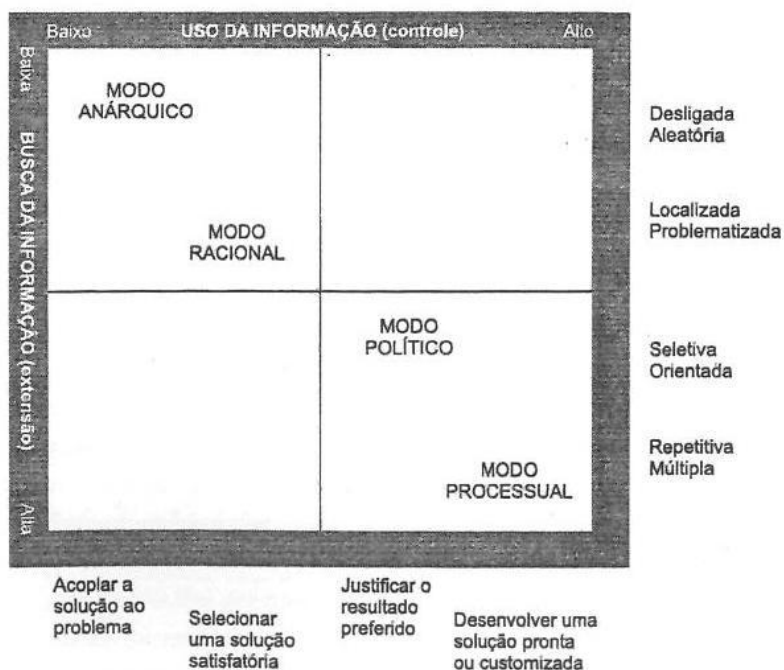 Baixo USO DA INFORMAÇÃO (controle) Alto
Baixa
BUSCA DA INFORMAÇÃO (extensão)
Alta
MODO
ANÁRQUICO
Desligada
Aleatória
MODO
RACIONAL
Localizada
Problematizada
MODO
POLÍTICO
Seletiva
Orientada
MODO
PROCESSUAL
Repetitiva
Múltipla
Acoplar a
solução ao
problema
Selecionar
uma solução
satisfatória
Justificar o
resultado
preferido
Desenvolver uma
solução pronta
ou customizada